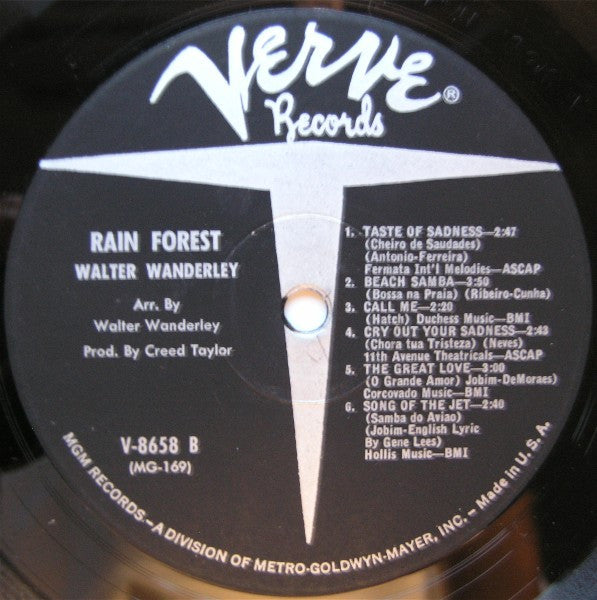 Verve ®
Records
RAIN FOREST
WALTER WANDERLEY
Arr. By
Walter Wanderley
Prod. By Creed Taylor
V-8658 B
(MG-169)
1. TASTE OF SADNESS—2:47
(Cheiro de Saudades)
(Antonio-Ferreira)
Fermata Int'l Melodies—ASCAP
2. BEACH SAMBA—3:50
(Bossa na Praia) (Ribeiro-Cunha)
3. CALL ME—2:20
(Hatch) Duchess Music—BMI
4. CRY OUT YOUR SADNESS—2:43
(Chora tua Tristeza) (Neves)
11th Avenue Theatricals—ASCAP
5. THE GREAT LOVE—3:00
(O Grande Amor) Jobim-DeMoraes)
Corcovado Music—BMI
6. SONG OF THE JET—2:40
(Samba do Aviao)
(Jobim-English Lyric
By Gene Lees)
Hollis Music—BMI
MGM RECORDS—A DIVISION OF METRO-GOLDWYN-MAYER, INC.—Made in U. S. A.